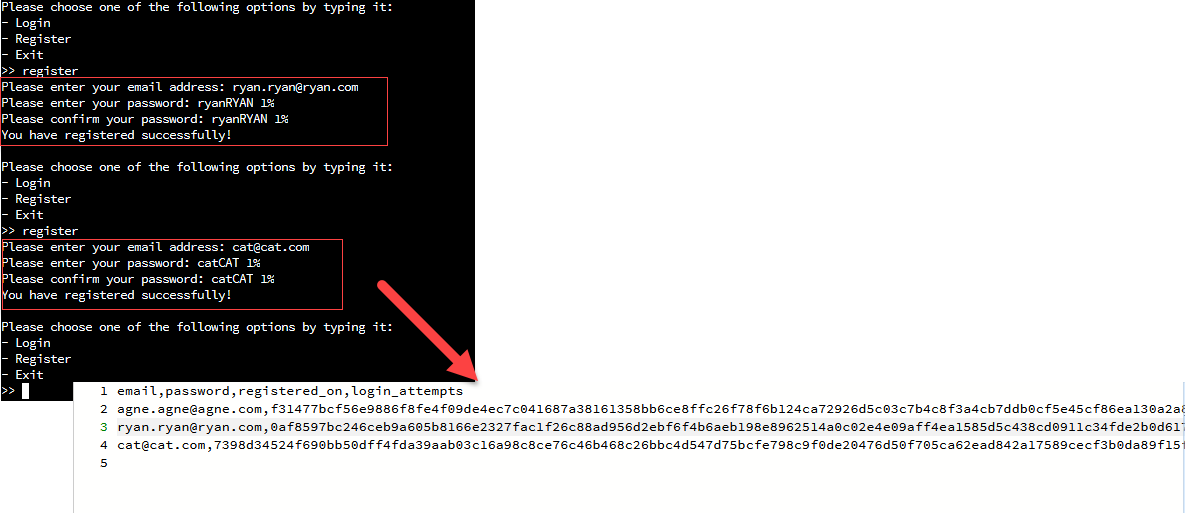 Please choose one of the following options by typing it:
- Login
- Register
- Exit
>> register
Please enter your email address: ryan.ryan@ryan.com
Please enter your password: ryanRYAN 1%
Please confirm your password: ryanRYAN 1%
You have registered successfully!
Please choose one of the following options by typing it:
- Login
- Register
- Exit
>> register
Please enter your email address: cat@cat.com
Please enter your password: catCAT 1%
Please confirm your password: catCAT 1%
You have registered successfully!
Please choose one of the following options by typing it:
- Login
- Register
- Exit
>>
1 email,password,registered_on,login_attempts
2 agne.agne@agne.com,f31477bcf56e9886f8fe4f09de4ec7c041687a38161358bb6ce8ffc26f78f6b124ca72926d5c03c7b4c8f3a4cb7ddb0cf5e45cf86ea130a2a8
3 ryan.ryan@ryan.com,0af8597bc246ceb9a605b8166e2327fac1f26c88ad956d2ebf6f4b6aeb198e8962514a0c02e4e09aff4ea1585d5c438cd0911c34fde2b0d617
4 cat@cat.com,7398d34524f690bb50dff4fda39aab03c16a98c8ce76c46b468c26bbc4d547d75bcfe798c9f0de20476d50f705ca62ead842a17589cecf3b0da89f15f
5